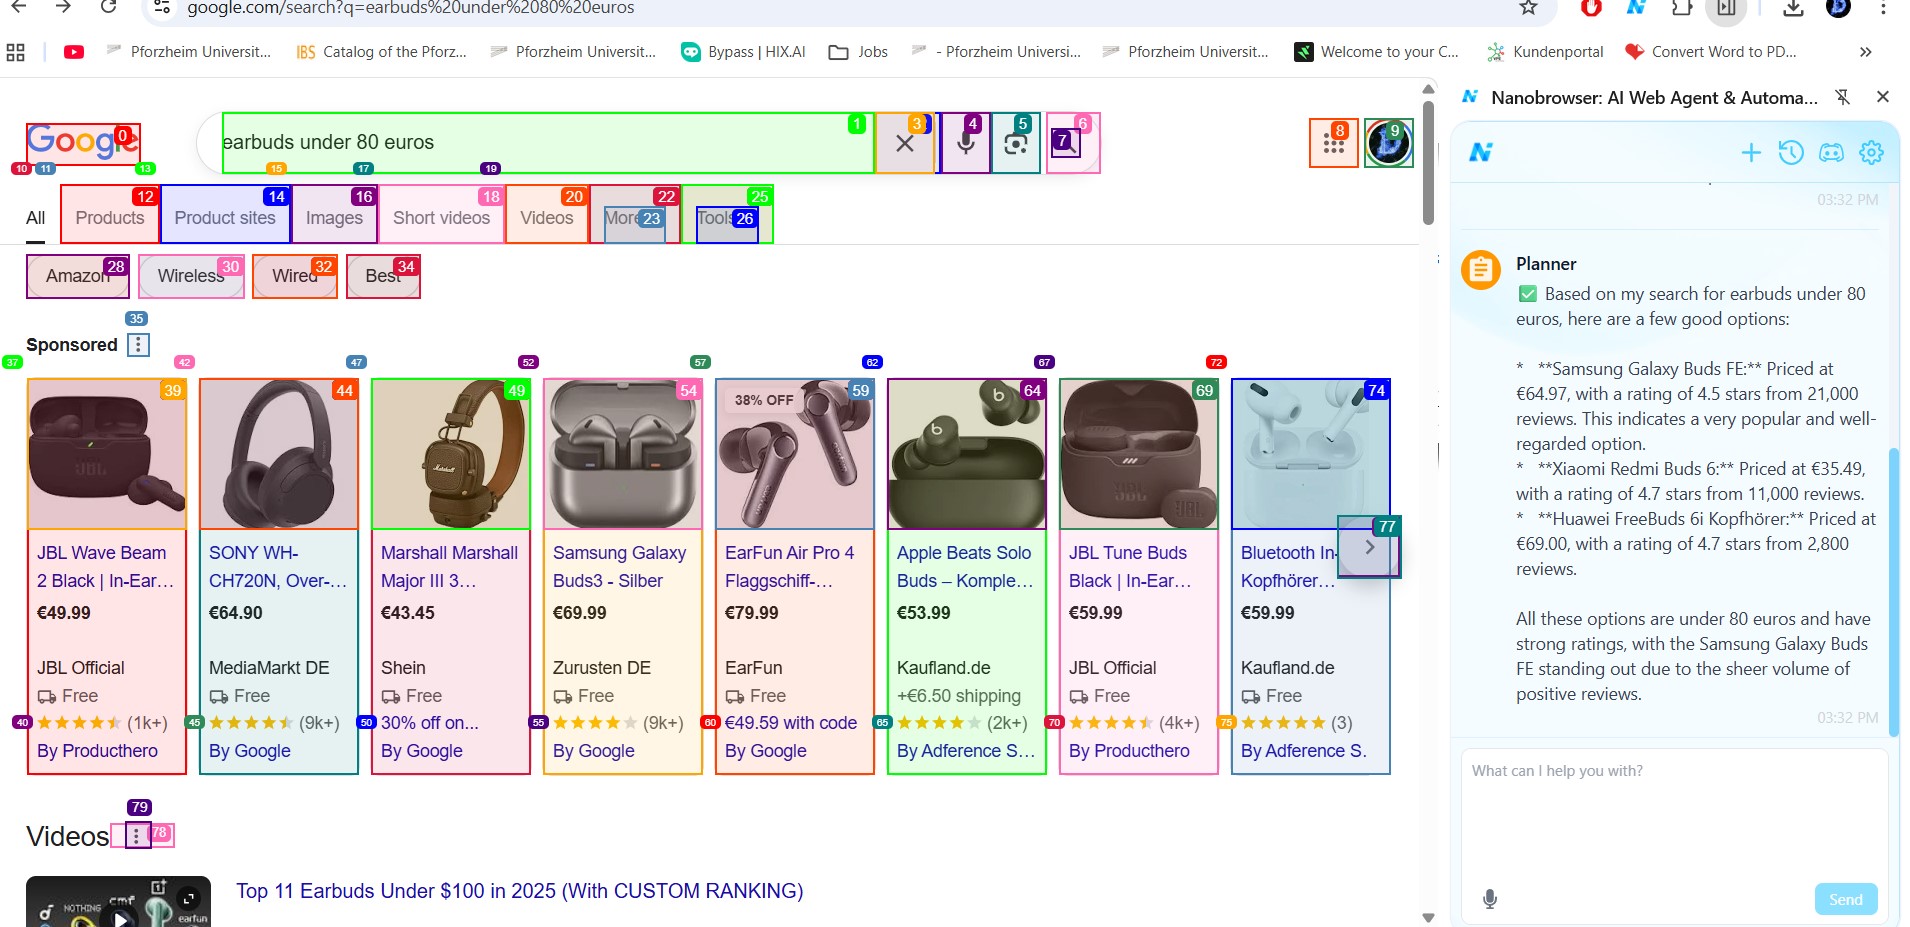 google.com/search?q=earbuds%20under%2080%20euros
Pforzheim Universit...
IBS Catalog of the Pforz...
Pforzheim Universit...
Bypass | HIX.AI
Jobs
- Pforzheim Universi...
Pforzheim Universit...
Welcome to your C...
Kundenportal
Convert Word to PD...
Google
0
earbuds under 80 euros
1
3
4
5
6
7
8
9
10
11
13
15
17
19
All
Products 12
Product sites 14
Images 16
Short videos 18
Videos 20
More 22
23
Tools 25
26
Amazon 28
Wireless 30
Wired 32
Best 34
35
Sponsored
37
42
47
52
57
62
67
72
39
44
49
54
38% OFF
59
64
69
74
77
JBL Wave Beam
2 Black | In-Ear...
€49.99
JBL Official
Free
40
(1k+)
By Producthero
SONY WH-
CH720N, Over-...
€64.90
MediaMarkt DE
Free
45
(9k+)
By Google
Marshall Marshall
Major III 3...
€43.45
Shein
Free
50
30% off on...
By Google
Samsung Galaxy
Buds3 - Silber
€69.99
Zurusten DE
Free
55
(9k+)
By Google
EarFun Air Pro 4
Flaggschiff-...
€79.99
EarFun
Free
60
€49.59 with code
By Google
Apple Beats Solo
Buds – Komple...
€53.99
Kaufland.de
+€6.50 shipping
65
(2k+)
By Adference S...
JBL Tune Buds
Black | In-Ear...
€59.99
JBL Official
Free
70
(4k+)
By Producthero
Bluetooth In-
Kopfhörer...
€59.99
Kaufland.de
Free
75
(3)
By Adference S.
79
Videos
78
NOTHING
cmf
earfun
Top 11 Earbuds Under $100 in 2025 (With CUSTOM RANKING)
Nanobrowser: AI Web Agent & Automa...
03:32 PM
Planner
✅ Based on my search for earbuds under 80
euros, here are a few good options:
* **Samsung Galaxy Buds FE:** Priced at
€64.97, with a rating of 4.5 stars from 21,000
reviews. This indicates a very popular and well-
regarded option.
* **Xiaomi Redmi Buds 6:** Priced at €35.49,
with a rating of 4.7 stars from 11,000 reviews.
* **Huawei FreeBuds 6i Kopfhörer:** Priced at
€69.00, with a rating of 4.7 stars from 2,800
reviews.
All these options are under 80 euros and have
strong ratings, with the Samsung Galaxy Buds
FE standing out due to the sheer volume of
positive reviews.
03:32 PM
What can I help you with?
Send